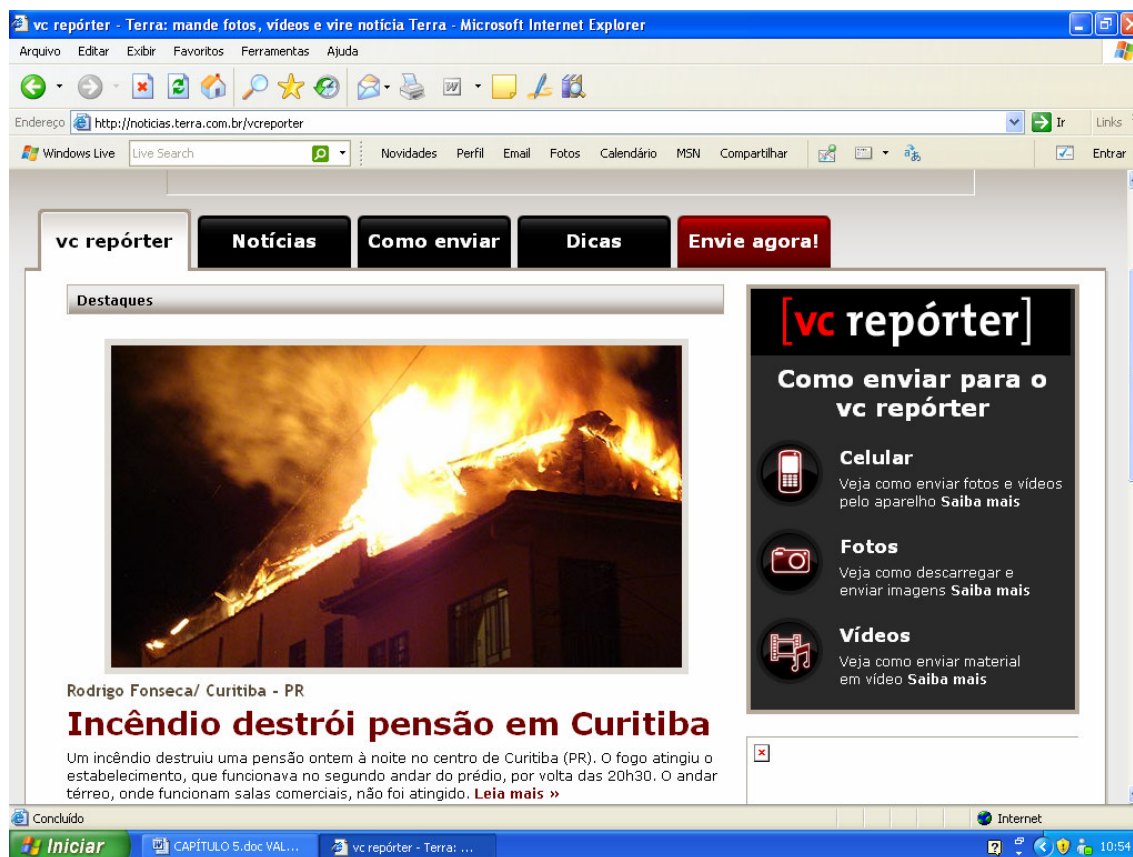 vc repórter - Terra: mande fotos, vídeos e vire notícia Terra - Microsoft Internet Explorer
Arquivo Editar Exibir Favoritos Ferramentas Ajuda
Endereço http://noticias.terra.com.br/vcreporter Ir Links
Windows Live Live Search Novidades Perfil Email Fotos Calendário MSN Compartilhar Entrar
vc repórter Notícias Como enviar Dicas Envie agora!
Destaques
Rodrigo Fonseca/ Curitiba - PR
Incêndio destrói pensão em Curitiba
Um incêndio destruiu uma pensão ontem à noite no centro de Curitiba (PR). O fogo atingiu o
estabelecimento, que funcionava no segundo andar do prédio, por volta das 20h30. O andar
térreo, onde funcionam salas comerciais, não foi atingido. Leia mais »
[vc repórter]
Como enviar para o
vc repórter
Celular
Veja como enviar fotos e vídeos
pelo aparelho Saiba mais
Fotos
Veja como descarregar e
enviar imagens Saiba mais
Vídeos
Veja como enviar material
em vídeo Saiba mais
Concluído Internet
Iniciar CAPÍTULO 5.doc VAL... vc repórter - Terra: ... 10:54